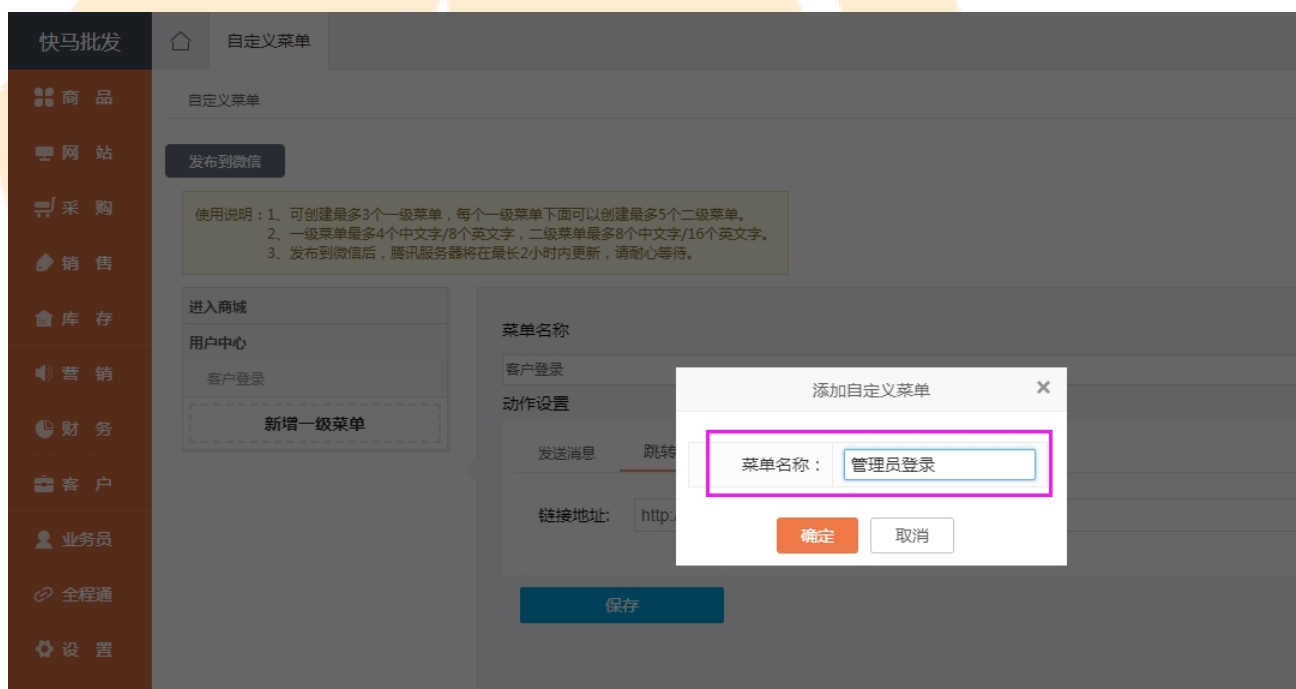 快马批发
自定义菜单
商 品
网 站
采 购
销 售
库 存
营 销
财 务
客 户
业务员
全程通
设 置
自定义菜单
发布到微信
使用说明：1、可创建最多3个一级菜单，每个一级菜单下面可以创建最多5个二级菜单。
2、一级菜单最多4个中文字/8个英文字，二级菜单最多8个中文字/16个英文字。
3、发布到微信后，腾讯服务器将在最长2小时内更新，请耐心等待。
进入商城
用户中心
客户登录
新增一级菜单
菜单名称
客户登录
动作设置
发送消息 跳转
链接地址: http:
保存
添加自定义菜单 ×
菜单名称： 管理员登录
确定 取消